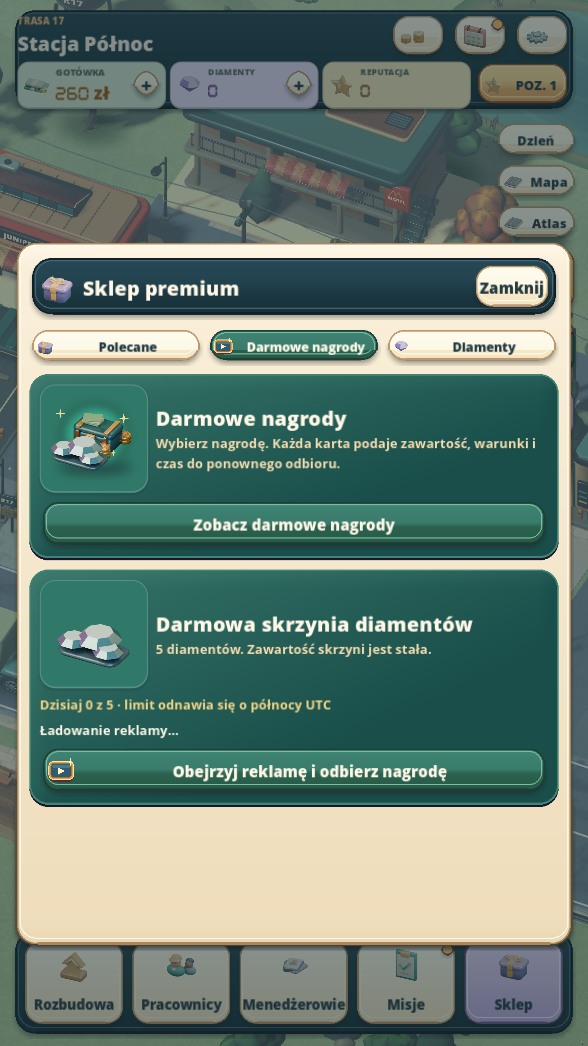 TRASA 17
Stacja Północ
GOTÓWKA
260 zł
+
DIAMENTY
0
+
REPUTACJA
0
POZ. 1
Dzień
Mapa
Atlas
MOTEL
Sklep premium
Zamknij
Polecane
Darmowe nagrody
Diamenty
Darmowe nagrody
Wybierz nagrodę. Każda karta podaje zawartość, warunki i
czas do ponownego odbioru.
Zobacz darmowe nagrody
Darmowa skrzynia diamentów
5 diamentów. Zawartość skrzyni jest stała.
Dzisiaj 0 z 5 · limit odnawia się o północy UTC
Ładowanie reklamy...
Obejrzyj reklamę i odbierz nagrodę
Rozbudowa
Pracownicy
Menedżerowie
Misje
Sklep